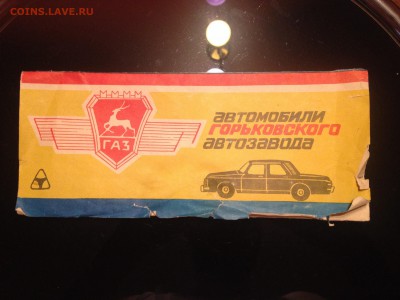 COINS.LAVE.RU
ГАЗ
автомобили
горьковского
автозавода